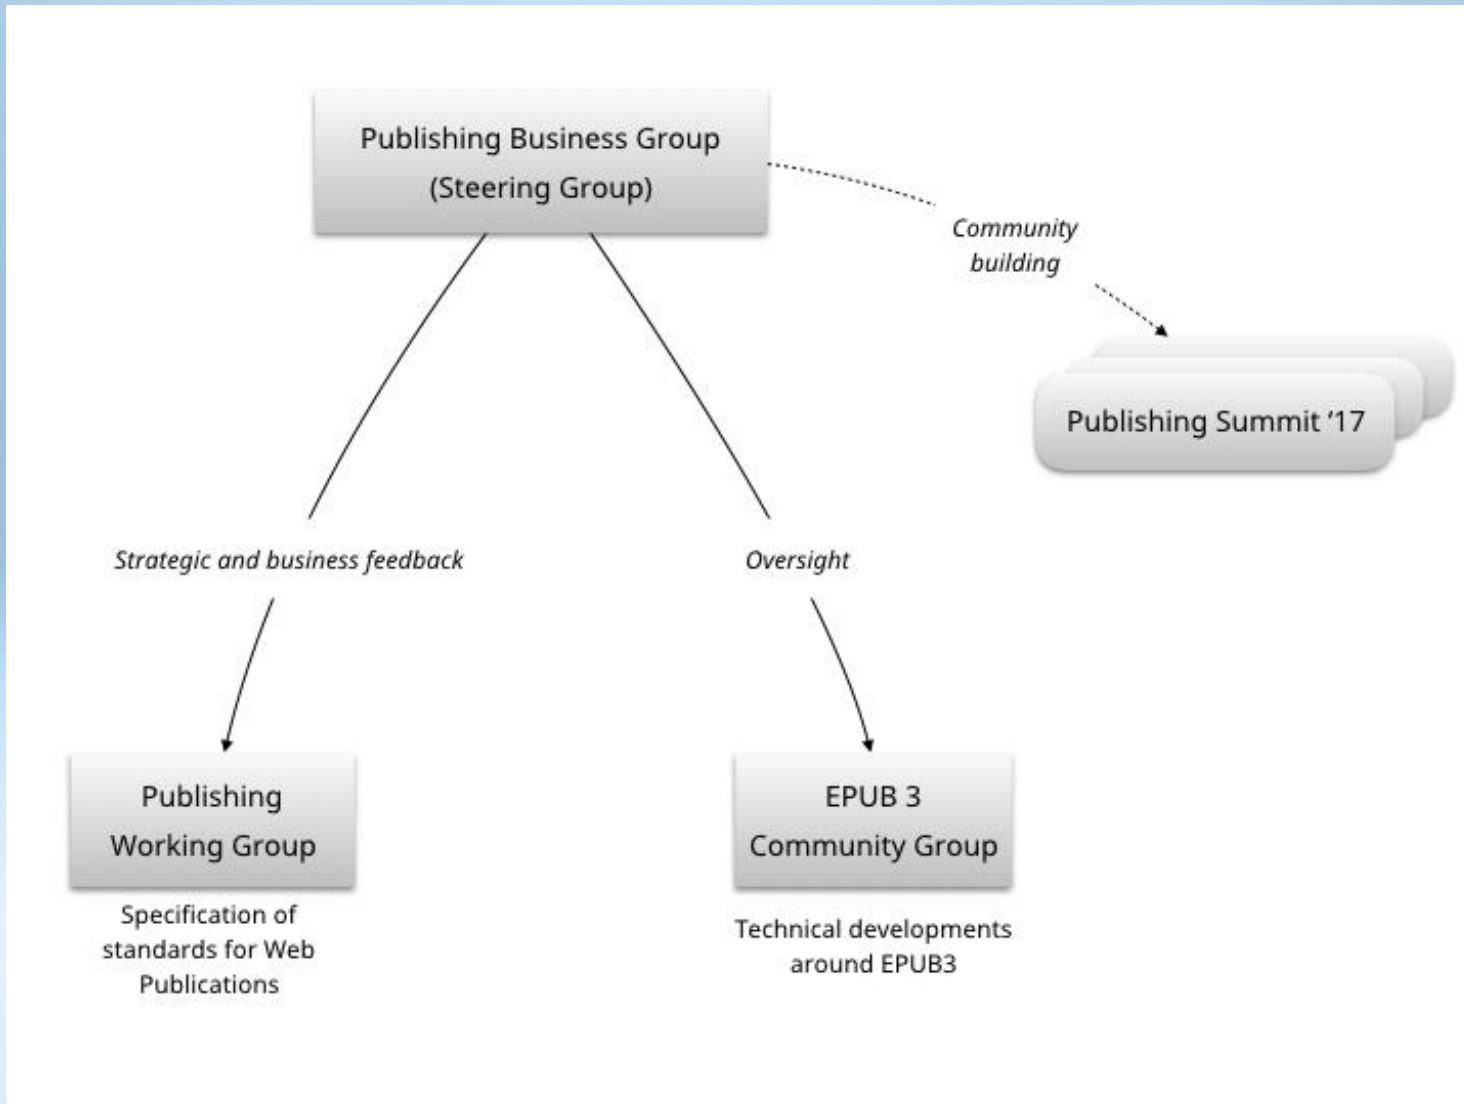 Publishing Business Group
(Steering Group)
Community
building
Publishing Summit ‘17
Strategic and business feedback
Oversight
Publishing
Working Group
Specification of
standards for Web
Publications
EPUB 3
Community Group
Technical developments
around EPUB3